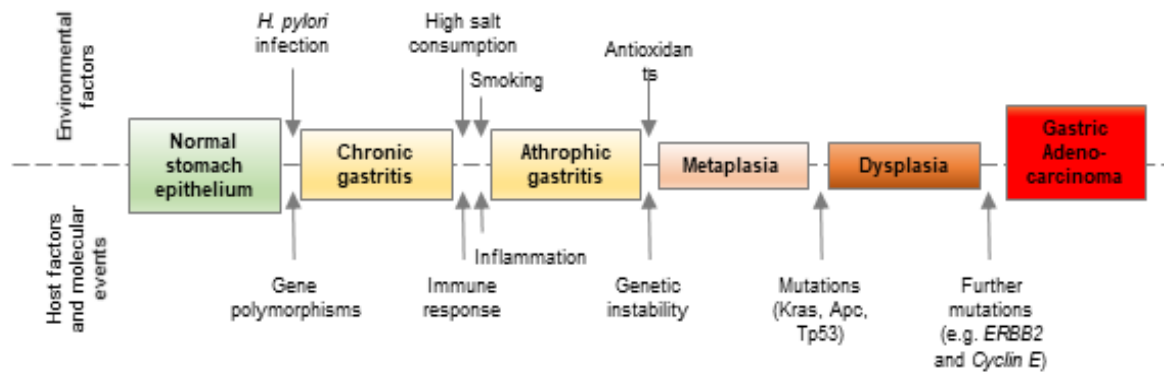 Environmental
factors
H. pylori
infection
High salt
consumption
Smoking
Antioxidan
ts
Normal
stomach
epithelium
Chronic
gastritis
Athrophic
gastritis
Metaplasia
Dysplasia
Gastric
Adeno-
carcinoma
Host factors
and molecular
events
Gene
polymorphisms
Immune
response
Inflammation
Genetic
instability
Mutations
(Kras, Apc,
Tp53)
Further
mutations
(e.g. ERBB2
and Cyclin E)